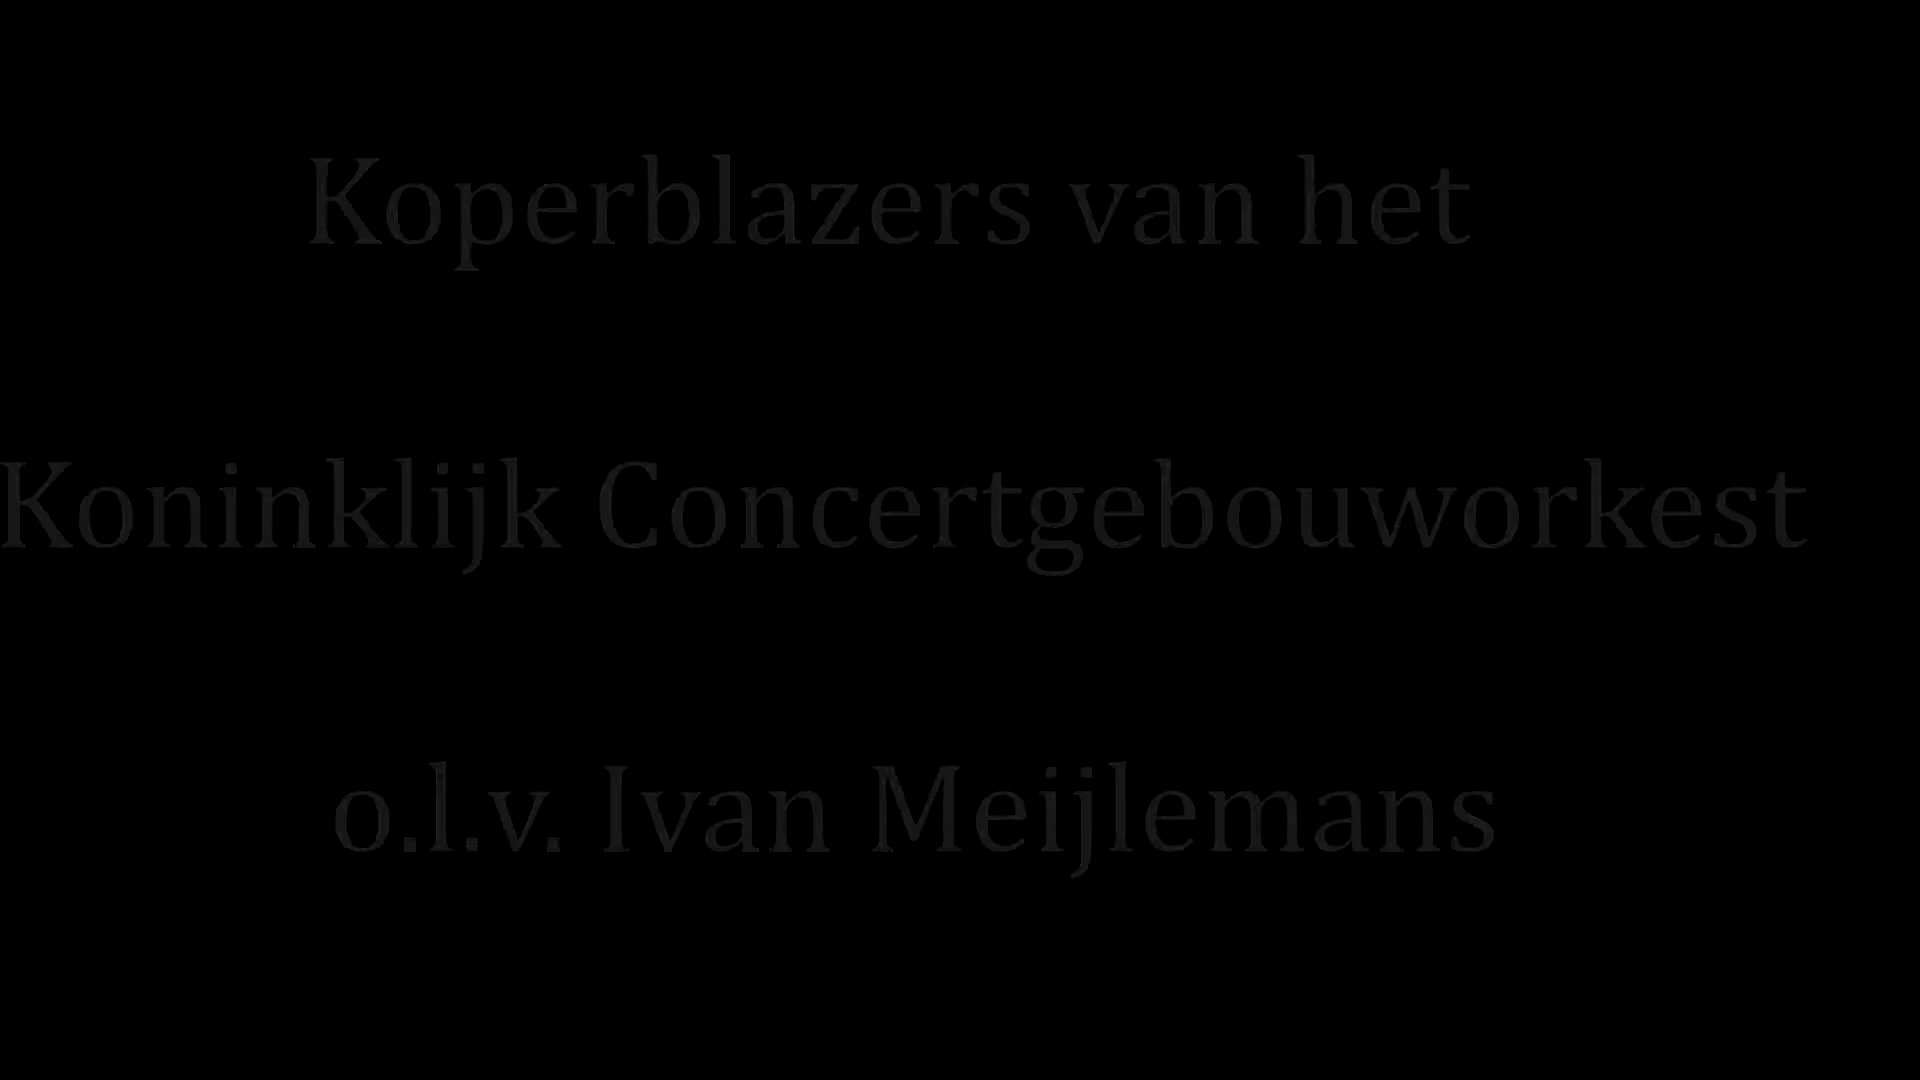 Koperblazers van het
Koninklijk Concertgebouworkest
o.l.v. Ivan Meijlemans